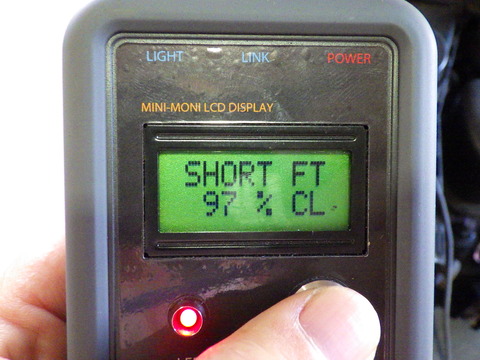 LIGHT LINK POWER
MINI-MONI LCD DISPLAY
SHORT FT
97 % CL